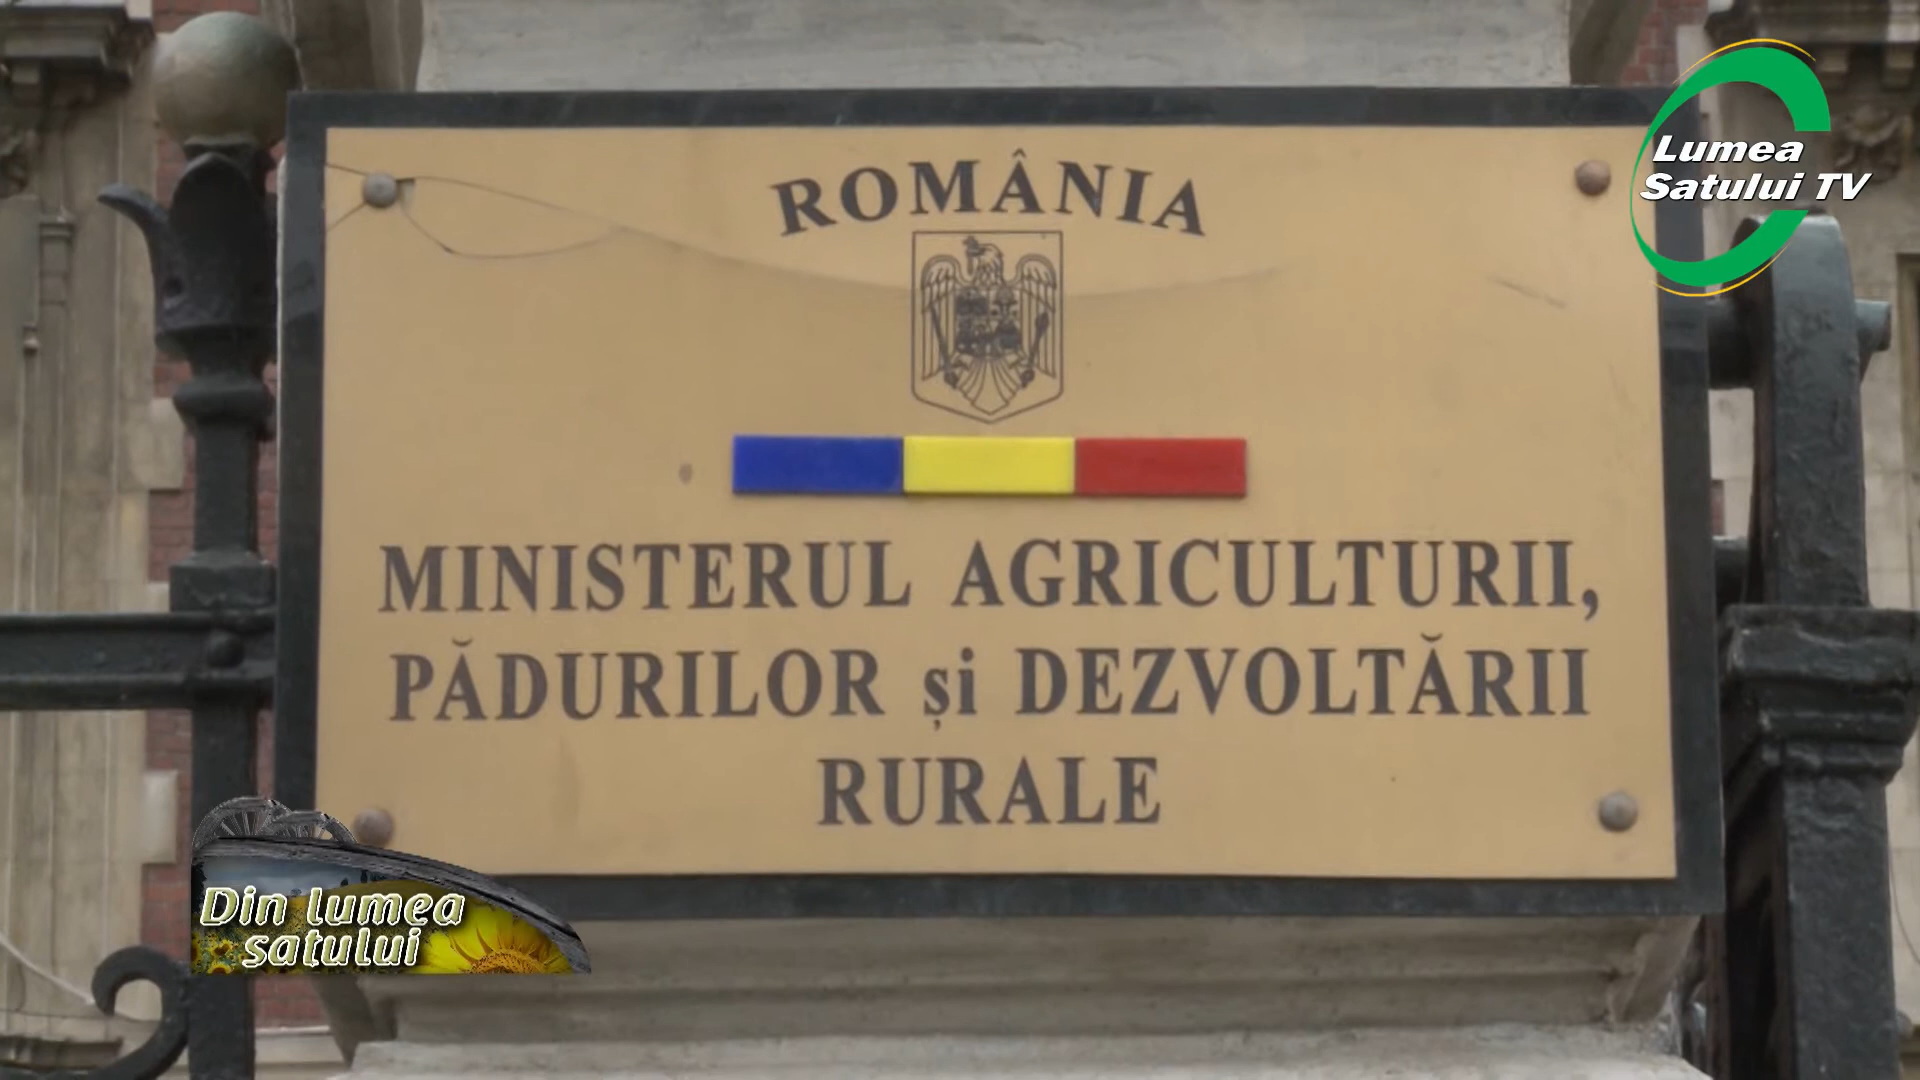 Lumea
Satului TV
ROMÂNIA
MINISTERUL AGRICULTURII,
PĂDURILOR și DEZVOLTĂRII
RURALE
Din lumea
satului